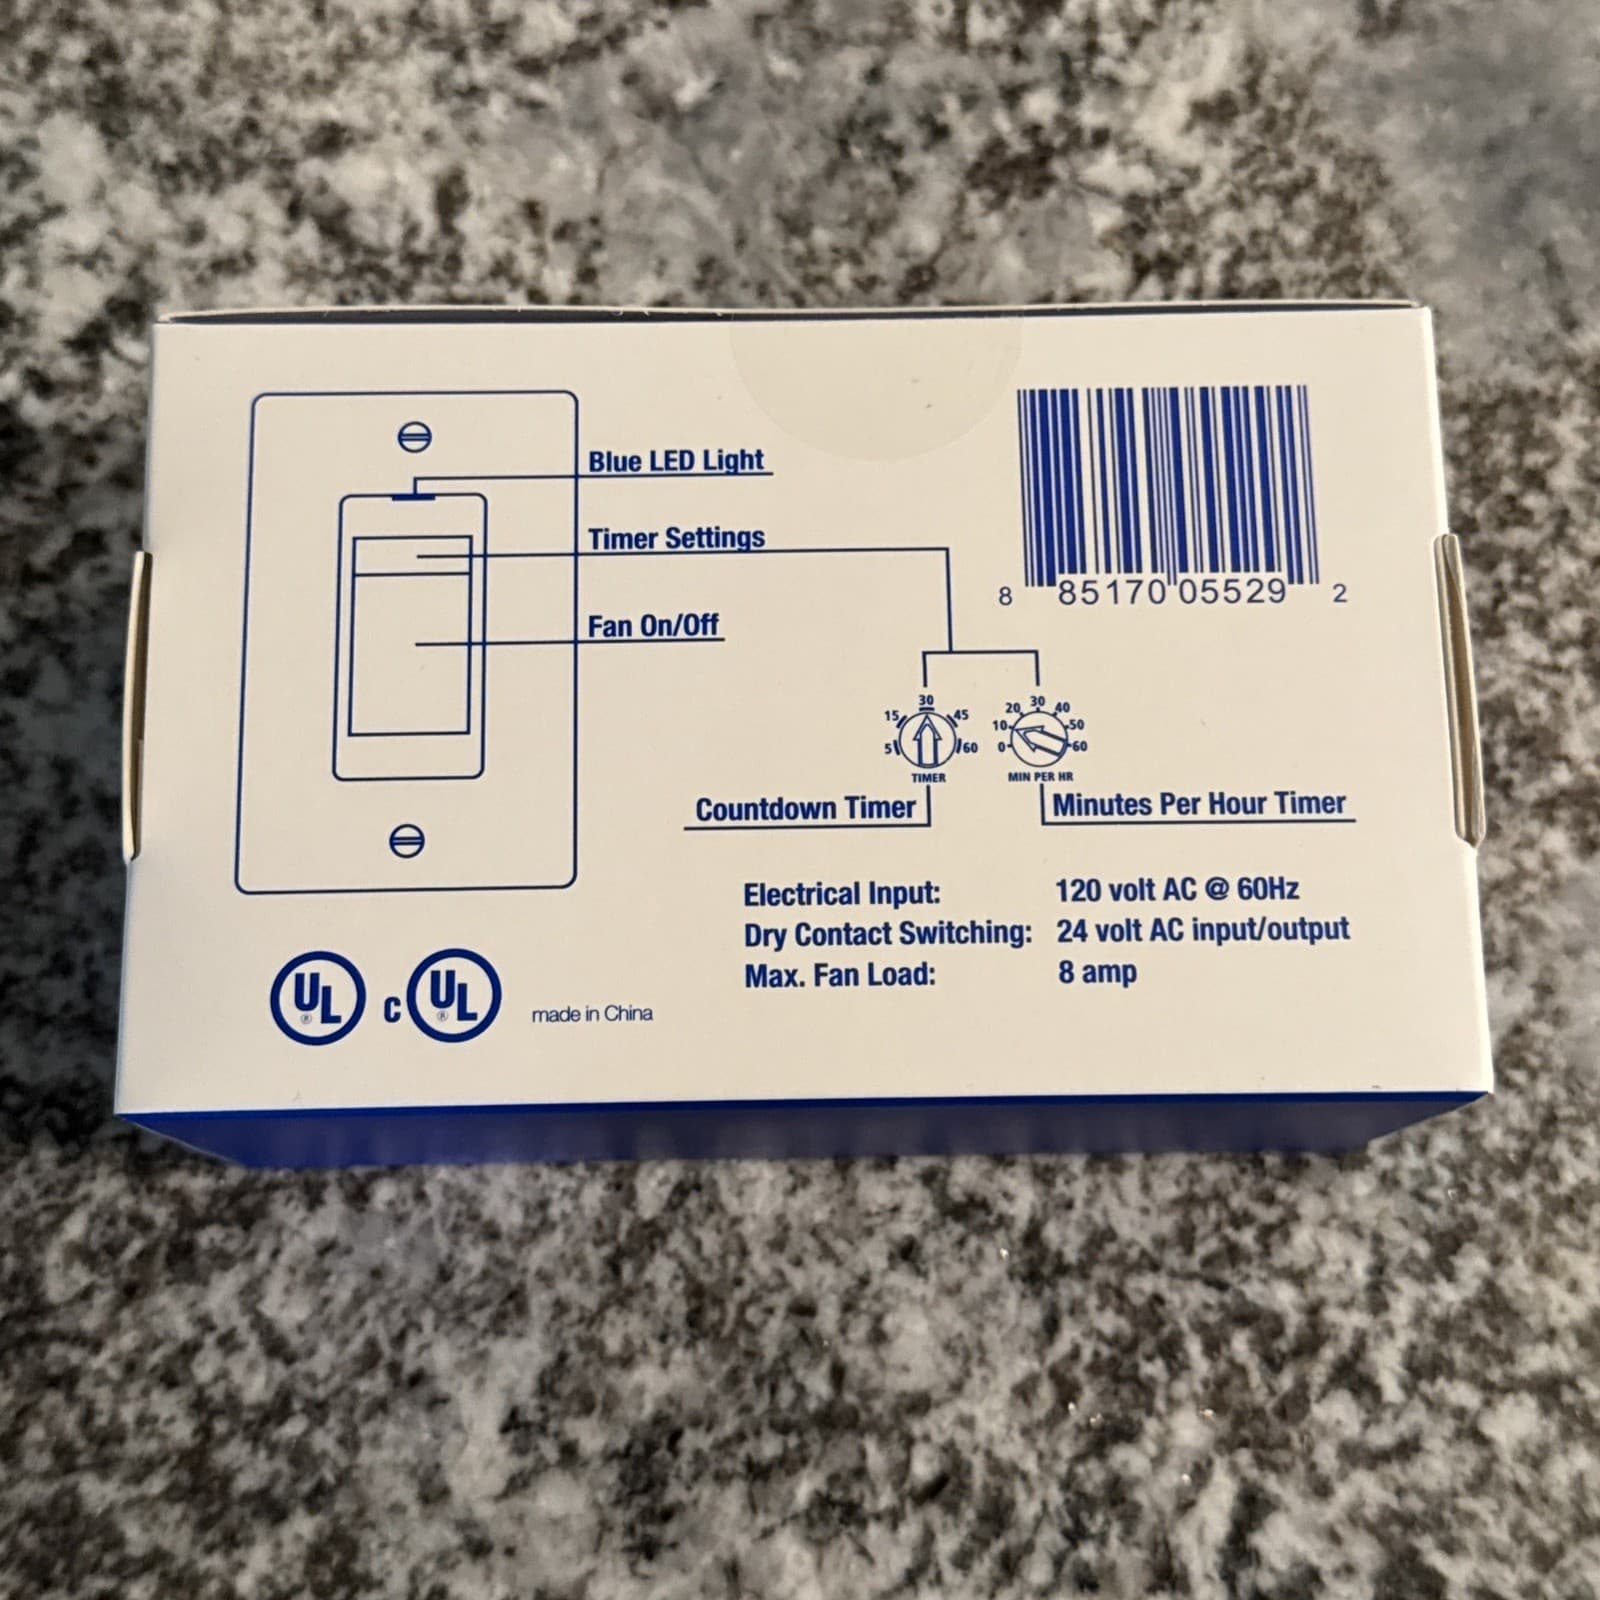 Blue LED Light
Timer Settings
Fan On/Off
8 85170 05529 2
15 30 45
5 60
TIMER
20 30 40
10 50
0 60
MIN PER HR
Countdown Timer
Minutes Per Hour Timer
Electrical Input: 120 volt AC @ 60Hz
Dry Contact Switching: 24 volt AC input/output
Max. Fan Load: 8 amp
UL ® c UL ® made in China